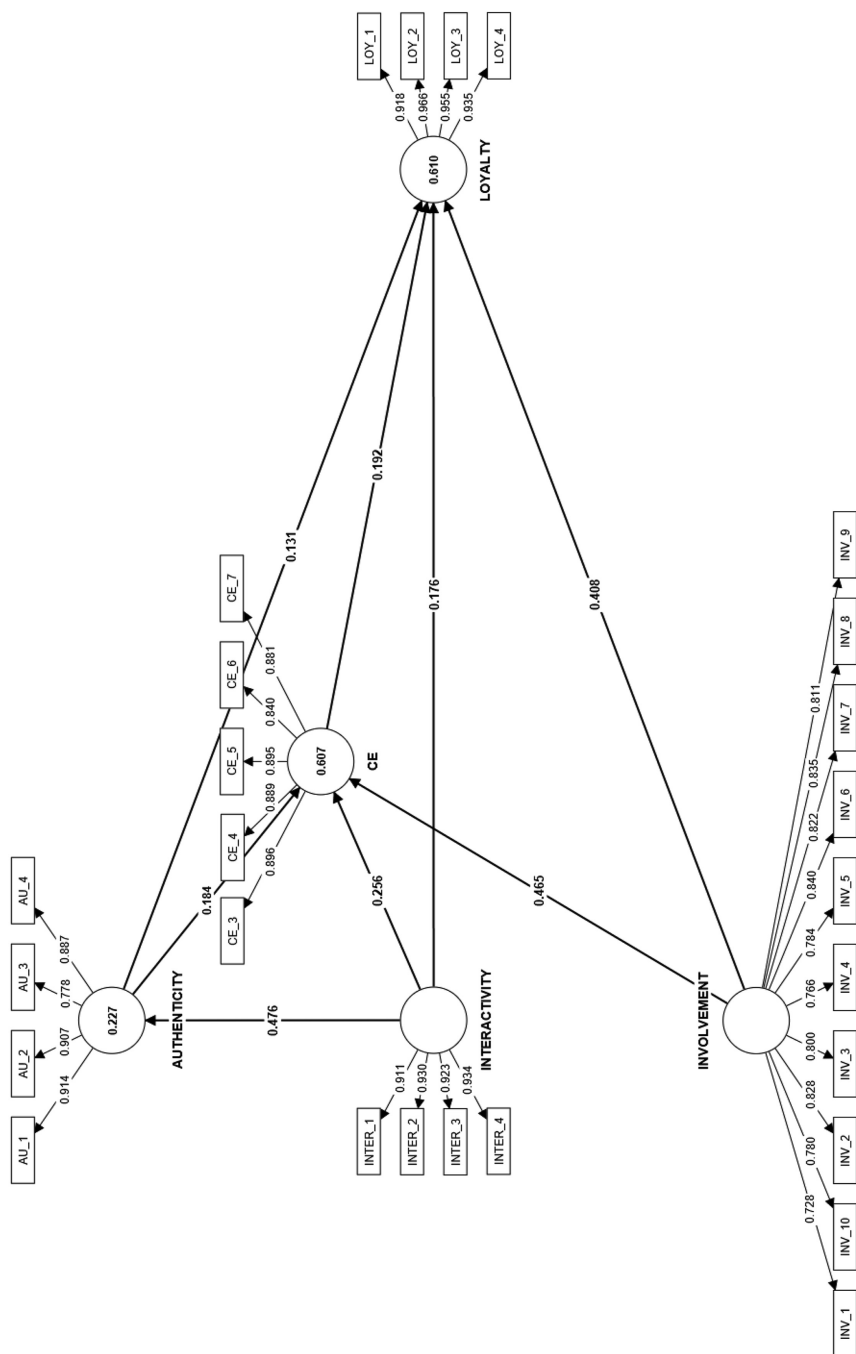 AU_1
AU_2
AU_3
AU_4
0.914
0.907
0.778
0.887
0.227
AUTHENTICITY
CE_3
CE_4
CE_5
CE_6
CE_7
0.896
0.889
0.895
0.840
0.881
0.607
CE
0.184
0.131
0.476
0.256
0.192
0.176
0.465
0.408
INTER_1
INTER_2
INTER_3
INTER_4
0.911
0.930
0.923
0.934
INTERACTIVITY
LOY_1
LOY_2
LOY_3
LOY_4
0.918
0.966
0.955
0.935
0.610
LOYALTY
INVOLVEMENT
0.728
0.780
0.828
0.800
0.766
0.784
0.840
0.822
0.835
0.811
INV_1
INV_10
INV_2
INV_3
INV_4
INV_5
INV_6
INV_7
INV_8
INV_9